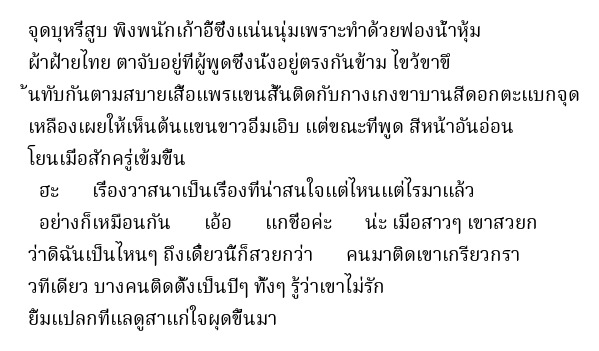 จุดบุหรี่สูบ พิงพนักเก้าอี้ซึ่งแน่นนุ่มเพราะทำด้วยฟองน้ำหุ้ม
ผ้าฝ้ายไทย ตาจับอยู่ที่ผู้พูดซึ่งนั่งอยู่ตรงกันข้าม ไขว้ขาขึ
้นทับกันตามสบายเสื้อแพรแขนสั้นติดกับกางเกงขาบานสีดอกตะแบกจุด
เหลืองเผยให้เห็นต้นแขนขาวอิ่มเอิบ แต่ขณะที่พูด สีหน้าอันอ่อน
โยนเมื่อสักครู่เข้มขึ้น
ฮะ เรื่องวาสนาเป็นเรื่องที่น่าสนใจแต่ไหนแต่ไรมาแล้ว
อย่างก็เหมือนกัน เอ้อ แกชื่อค่ะ น่ะ เมื่อสาวๆ เขาสวยก
ว่าดิฉันเป็นไหนๆ ถึงเดี๋ยวนี้ก็สวยกว่า คนมาติดเขาเกรียวกรา
วทีเดียว บางคนติดตั้งเป็นปีๆ ทั้งๆ รู้ว่าเขาไม่รัก
ยิ้มแปลกที่แลดูสาแก่ใจผุดขึ้นมา